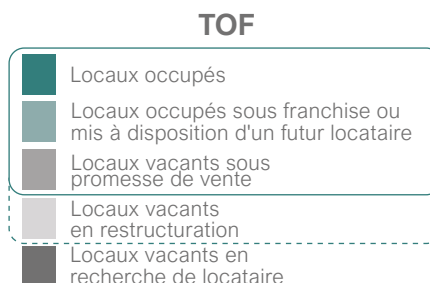 TOF
Locaux occupés
Locaux occupés sous franchise ou
mis à disposition d'un futur locataire
Locaux vacants sous
promesse de vente
Locaux vacants
en restructuration
Locaux vacants en
recherche de locataire